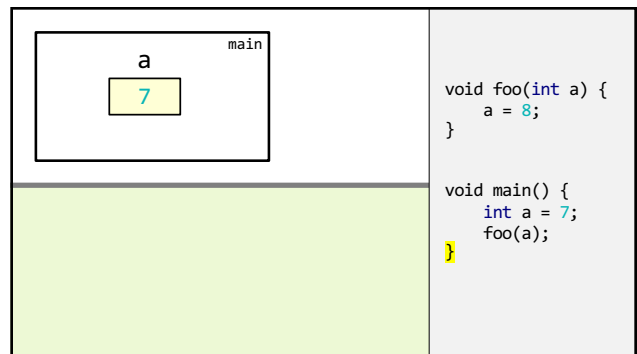 main
a
7
void foo(int a) {
    a = 8;
}
void main() {
    int a = 7;
    foo(a);
}